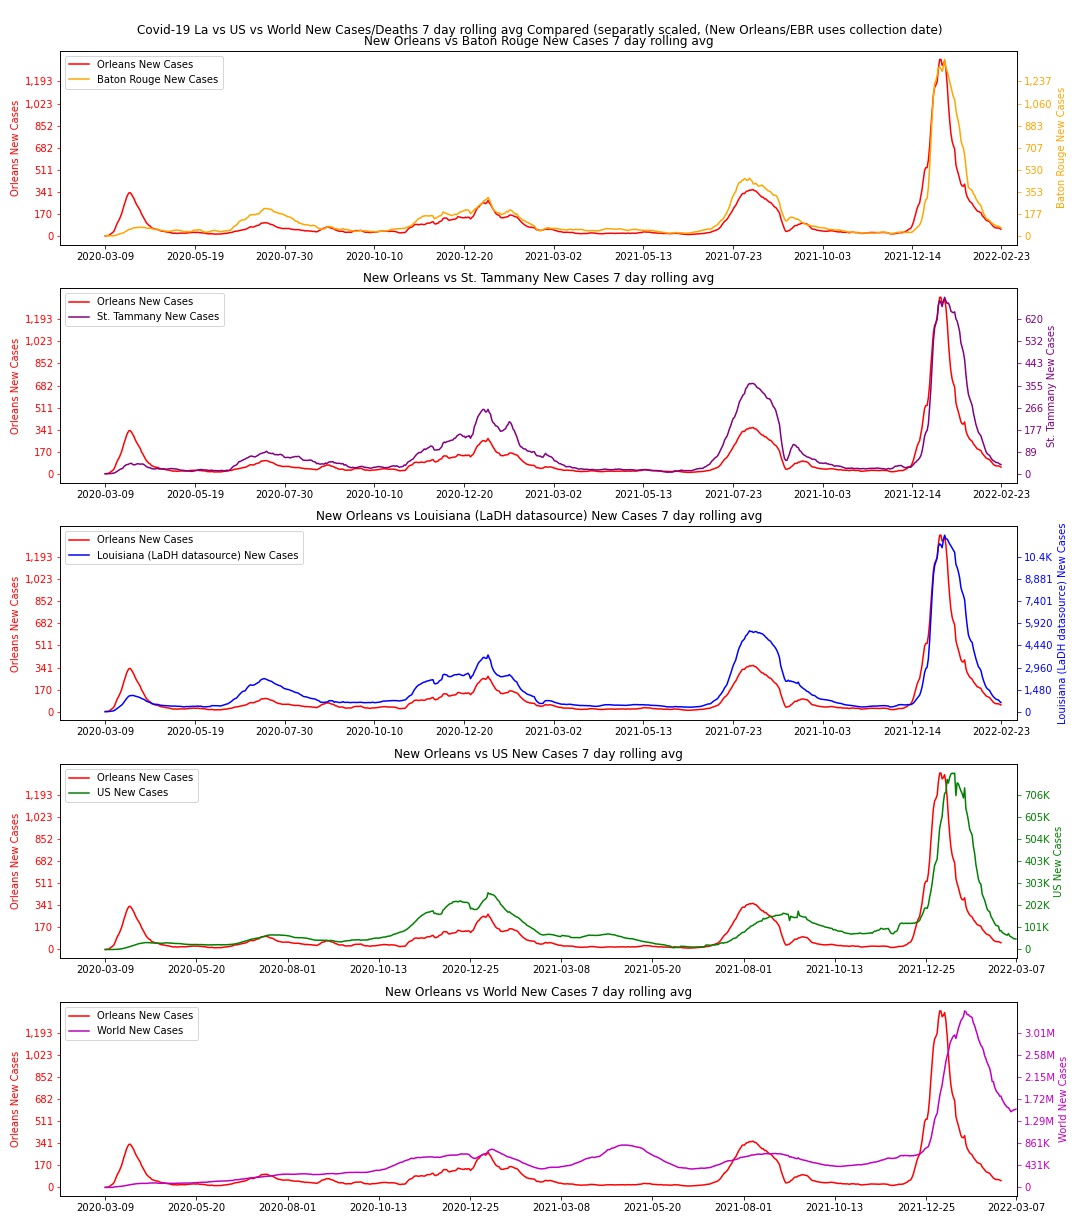 Covid-19 La vs US vs World New Cases/Deaths 7 day rolling avg Compared (separatly scaled, (New Orleans/EBR uses collection date)
New Orleans vs Baton Rouge New Cases 7 day rolling avg
Orleans New Cases
Baton Rouge New Cases
Orleans New Cases
1,193
1,023
852
682
511
341
170
0
1,237
1,060
883
707
530
353
177
0
Baton Rouge New Cases
2020-03-09 2020-05-19 2020-07-30 2020-10-10 2020-12-20 2021-03-02 2021-05-13 2021-07-23 2021-10-03 2021-12-14 2022-02-23
New Orleans vs St. Tammany New Cases 7 day rolling avg
Orleans New Cases
St. Tammany New Cases
Orleans New Cases
1,193
1,023
852
682
511
341
170
0
620
532
443
355
266
177
89
0
St. Tammany New Cases
2020-03-09 2020-05-19 2020-07-30 2020-10-10 2020-12-20 2021-03-02 2021-05-13 2021-07-23 2021-10-03 2021-12-14 2022-02-23
New Orleans vs Louisiana (LaDH datasource) New Cases 7 day rolling avg
Orleans New Cases
Louisiana (LaDH datasource) New Cases
Orleans New Cases
1,193
1,023
852
682
511
341
170
0
10.4K
8,881
7,401
5,920
4,440
2,960
1,480
0
Louisiana (LaDH datasource) New Cases
2020-03-09 2020-05-19 2020-07-30 2020-10-10 2020-12-20 2021-03-02 2021-05-13 2021-07-23 2021-10-03 2021-12-14 2022-02-23
New Orleans vs US New Cases 7 day rolling avg
Orleans New Cases
US New Cases
Orleans New Cases
1,193
1,023
852
682
511
341
170
0
706K
605K
504K
403K
303K
202K
101K
0
US New Cases
2020-03-09 2020-05-20 2020-08-01 2020-10-13 2020-12-25 2021-03-08 2021-05-20 2021-08-01 2021-10-13 2021-12-25 2022-03-07
New Orleans vs World New Cases 7 day rolling avg
Orleans New Cases
World New Cases
Orleans New Cases
1,193
1,023
852
682
511
341
170
0
3.01M
2.58M
2.15M
1.72M
1.29M
861K
431K
0
World New Cases
2020-03-09 2020-05-20 2020-08-01 2020-10-13 2020-12-25 2021-03-08 2021-05-20 2021-08-01 2021-10-13 2021-12-25 2022-03-07